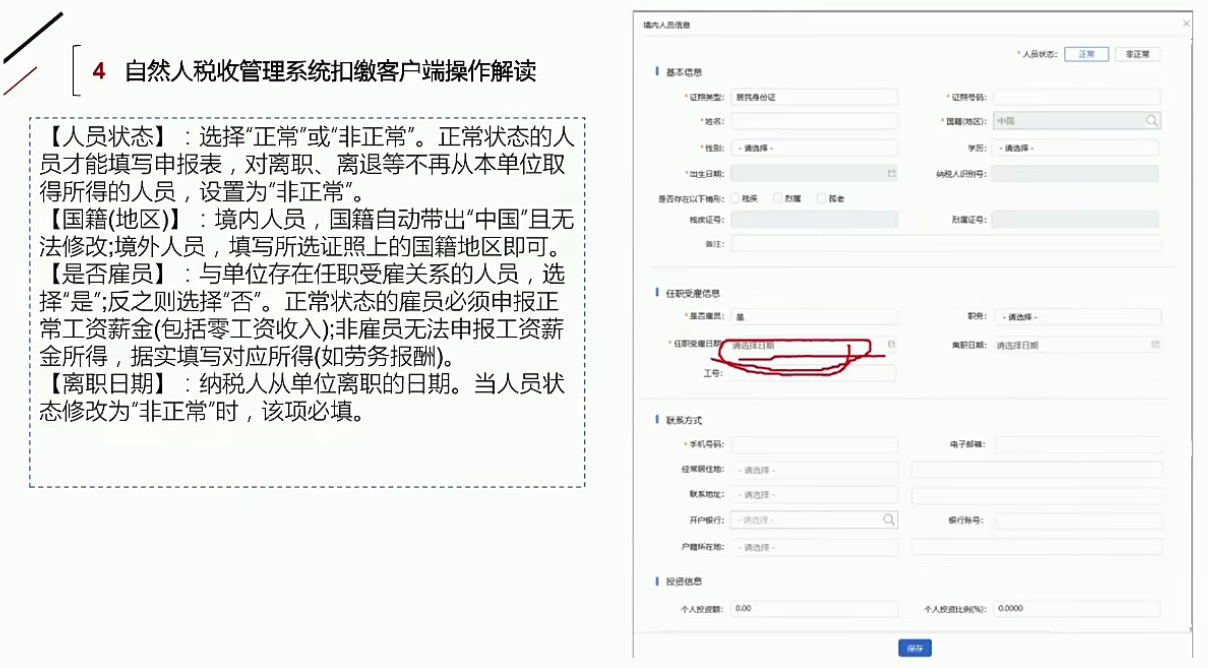 4 自然人税收管理系统扣缴客户端操作解读
【人员状态】：选择“正常”或“非正常”。正常状态的人
员才能填写申报表，对离职、离退等不再从本单位取
得所得的人员，设置为“非正常”。
【国籍(地区)】：境内人员，国籍自动带出“中国”且无
法修改;境外人员，填写所选证照上的国籍地区即可。
【是否雇员】：与单位存在任职受雇关系的人员，选
择“是”;反之则选择“否”。正常状态的雇员必须申报正
常工资薪金(包括零工资收入);非雇员无法申报工资薪
金所得，据实填写对应所得(如劳务报酬)。
【离职日期】：纳税人从单位离职的日期。当人员状
态修改为“非正常”时，该项必填。
境内人员信息
*人员状态: 正常 非正常
基本信息
*证照类型: 居民身份证 *证照号码:
*姓名: *国籍(地区): 中国
*性别: -请选择- 学历: -请选择-
*出生日期: 纳税人识别号:
是否存在以下情形: 残疾 烈属 孤老
残疾证号: 烈属证号:
备注:
任职受雇信息
*是否雇员: 是 职务: -请选择-
*任职受雇日期: 请选择日期 离职日期: 请选择日期
工号:
联系方式
*手机号码: 电子邮箱:
经常居住地: -请选择-
联系地址: -请选择-
开户银行: -请选择- 银行账号:
户籍所在地: -请选择-
投资信息
个人投资额: 0.00 个人投资比例(%): 0.0000
保存